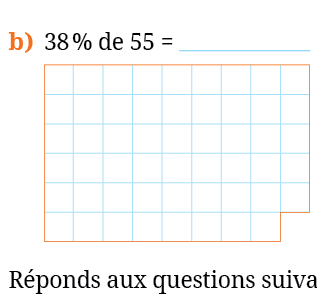 b) 38 % de 55 =
Réponds aux questions suiva